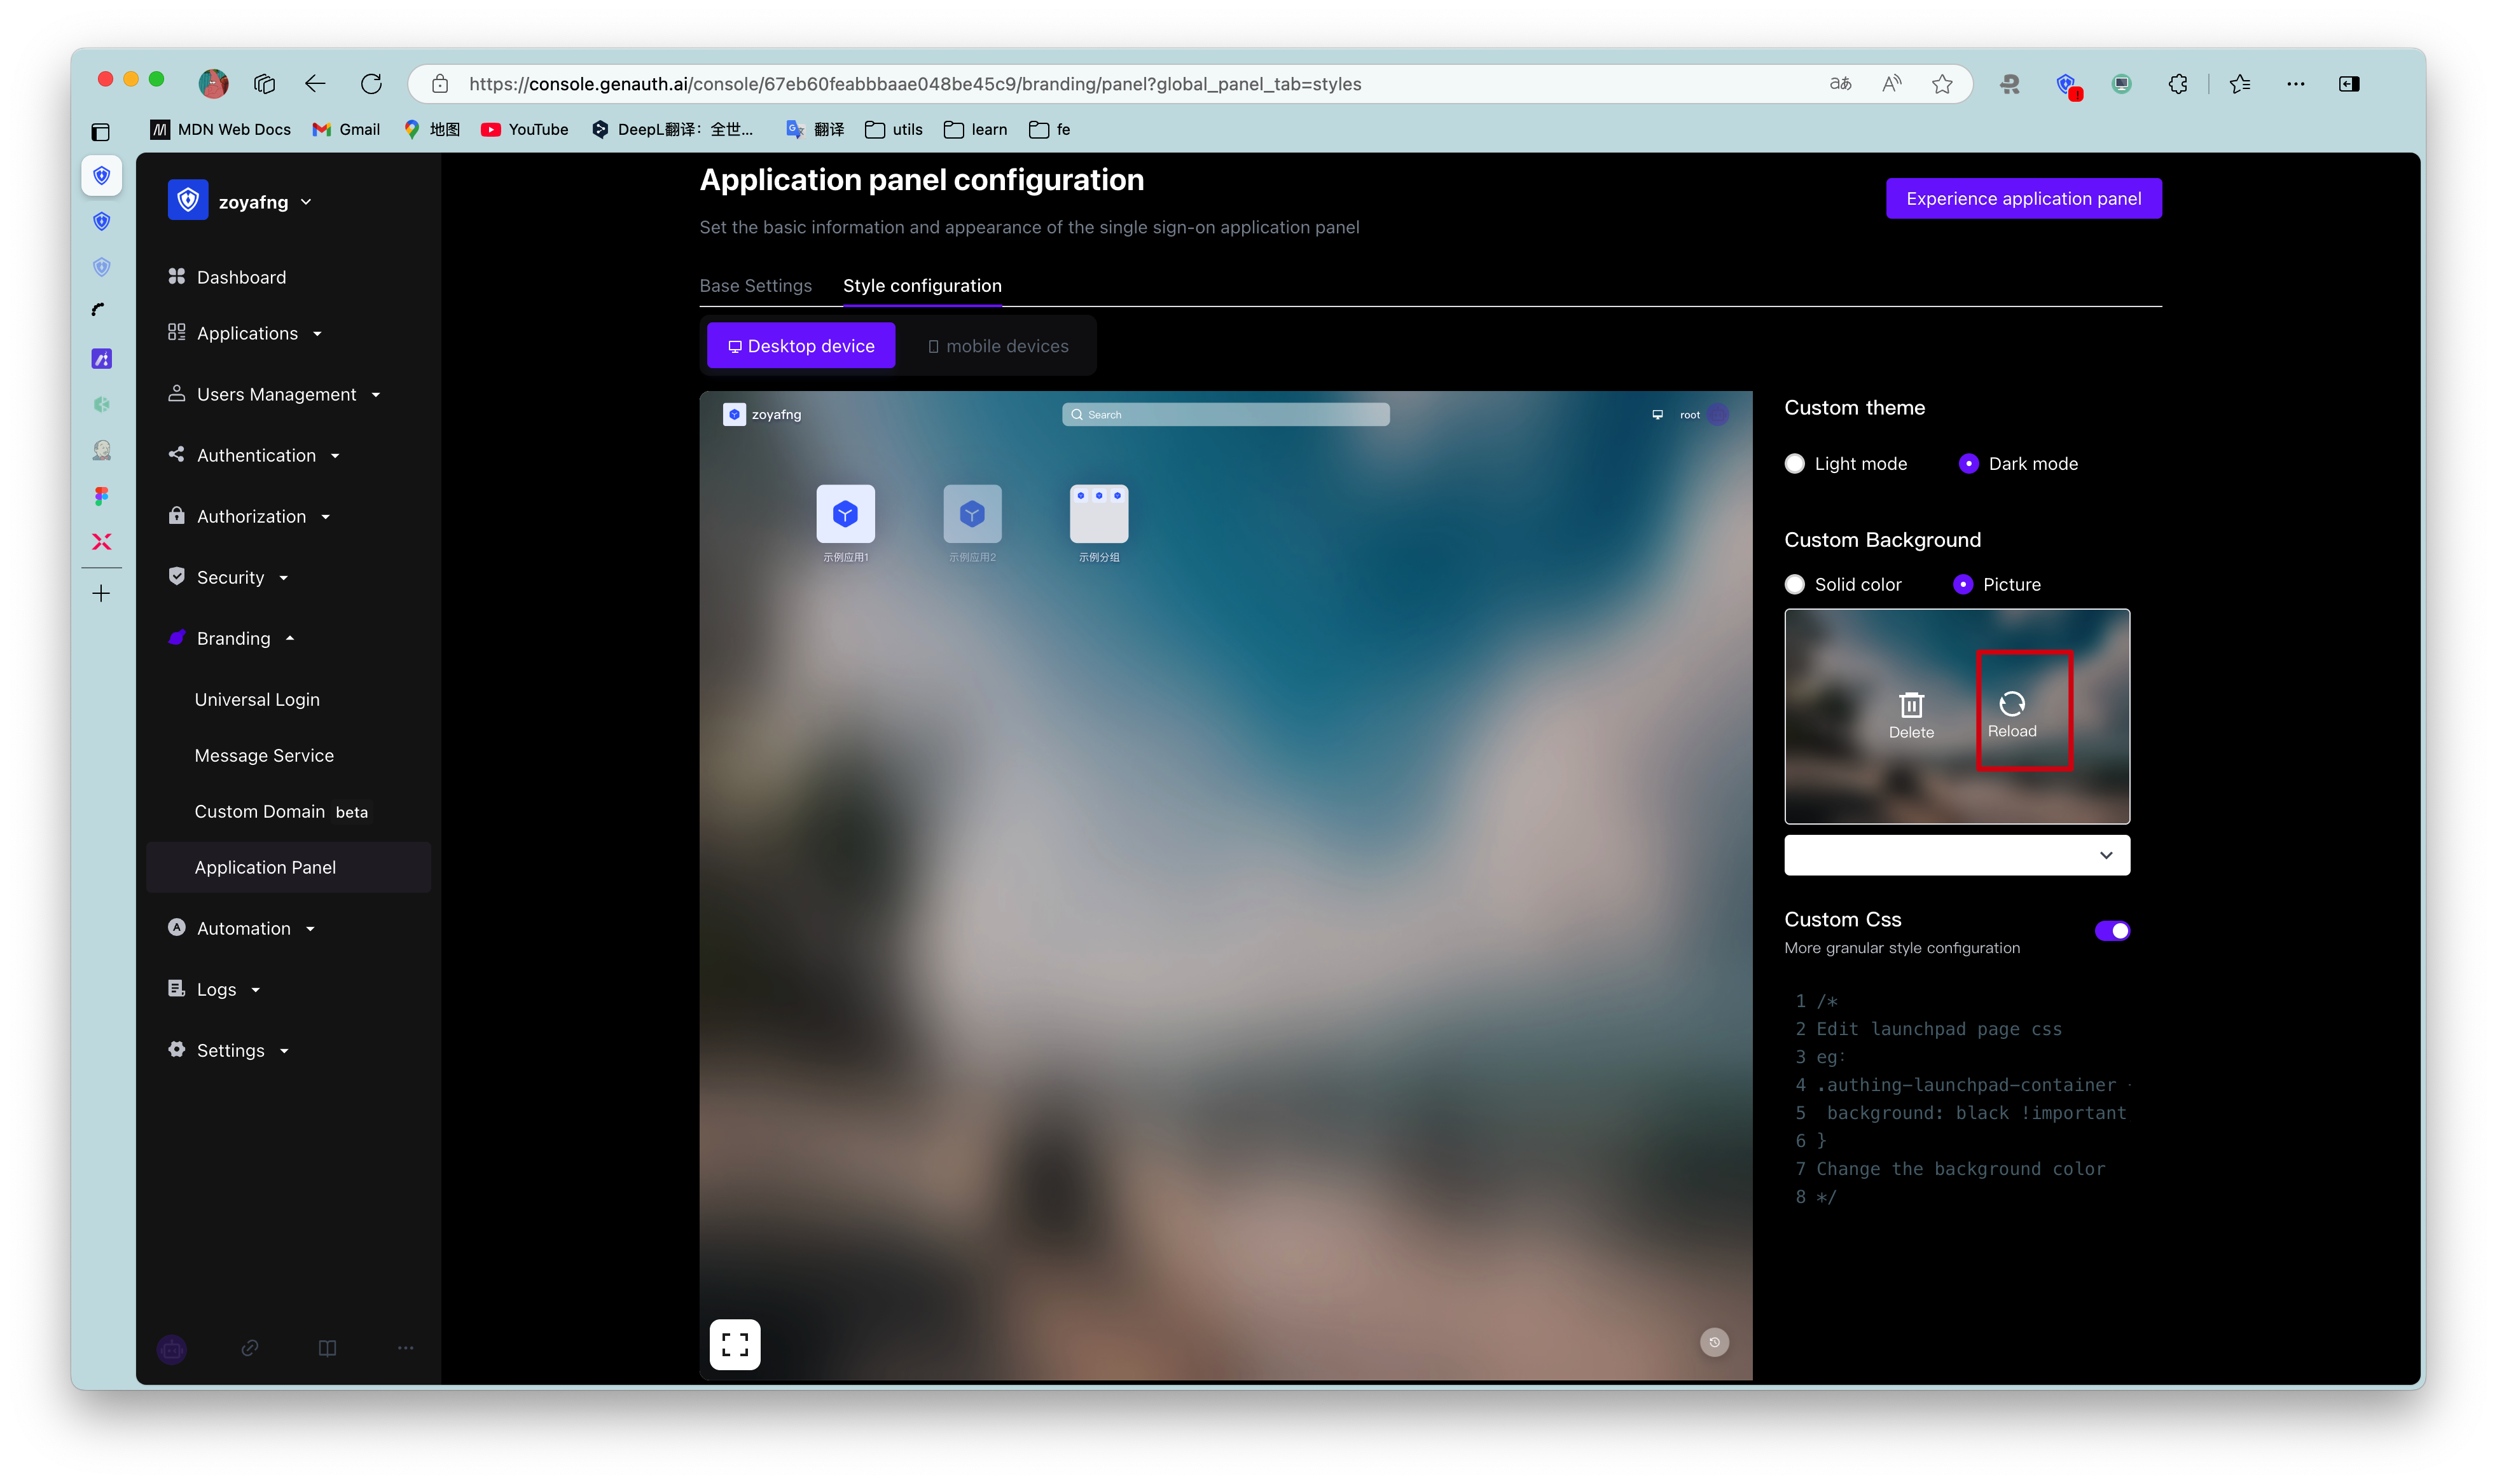 https://console.genauth.ai/console/67eb60feabbbaae048be45c9/branding/panel?global_panel_tab=styles
aあ
MDN Web Docs
Gmail
地图
YouTube
DeepL翻译：全世...
翻译
utils
learn
fe
zoyafng
Dashboard
Applications
Users Management
Authentication
Authorization
Security
Branding
Universal Login
Message Service
Custom Domain beta
Application Panel
Automation
Logs
Settings
Application panel configuration
Set the basic information and appearance of the single sign-on application panel
Experience application panel
Base Settings
Style configuration
Desktop device
mobile devices
zoyafng
Search
root
示例应用1
示例应用2
示例分组
Custom theme
Light mode
Dark mode
Custom Background
Solid color
Picture
Delete
Reload
Custom Css
More granular style configuration
1 /*
2 Edit launchpad page css
3 eg:
4 .authing-launchpad-container
5 background: black !important
6 }
7 Change the background color
8 */